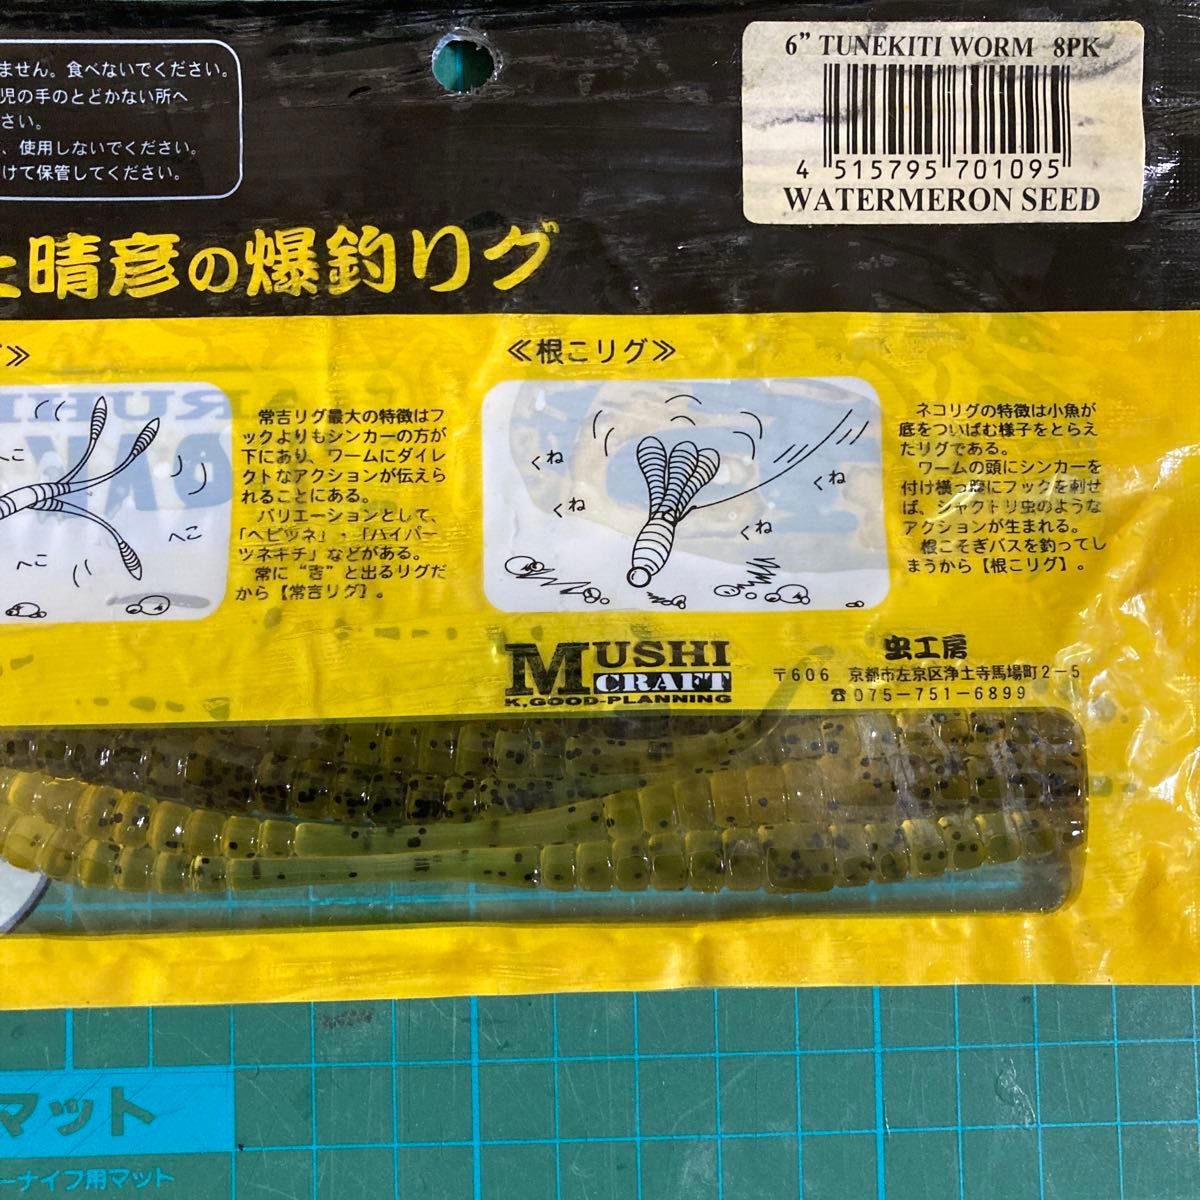 ません。食べないでください。
児の手のとどかない所へ
さい。
、使用しないでください。
けて保管してください。
6” TUNEKITI WORM 8PK
4 515795 701095
WATERMERON SEED
晴彦の爆釣リグ
≫
≪根こリグ≫
へこ
へこ
へこ
常吉リグ最大の特徴はフ
ックよりもシンカーの方が
下にあり、ワームにダイレ
クトなアクションが伝えら
れることにある。
バリエーションとして、
「ヘビツネ」・「ハイパー
ツネキチ」などがある。
常に“吉”と出るリグだ
から【常吉リグ】。
くね
くね
くね
くね
ネコリグの特徴は小魚が
底をついばむ様子をとらえ
たリグである。
ワームの頭にシンカーを
付け横っ腹にフックを刺せ
ば、シャクトリ虫のような
アクションが生まれる。
根こそぎバスを釣ってし
まうから【根こリグ】。
MUSHI
CRAFT
K.GOOD-PLANNING
虫工房
〒606 京都市左京区浄土寺馬場町2−5
☎075−751−6899
マット
ーナイフ用マット